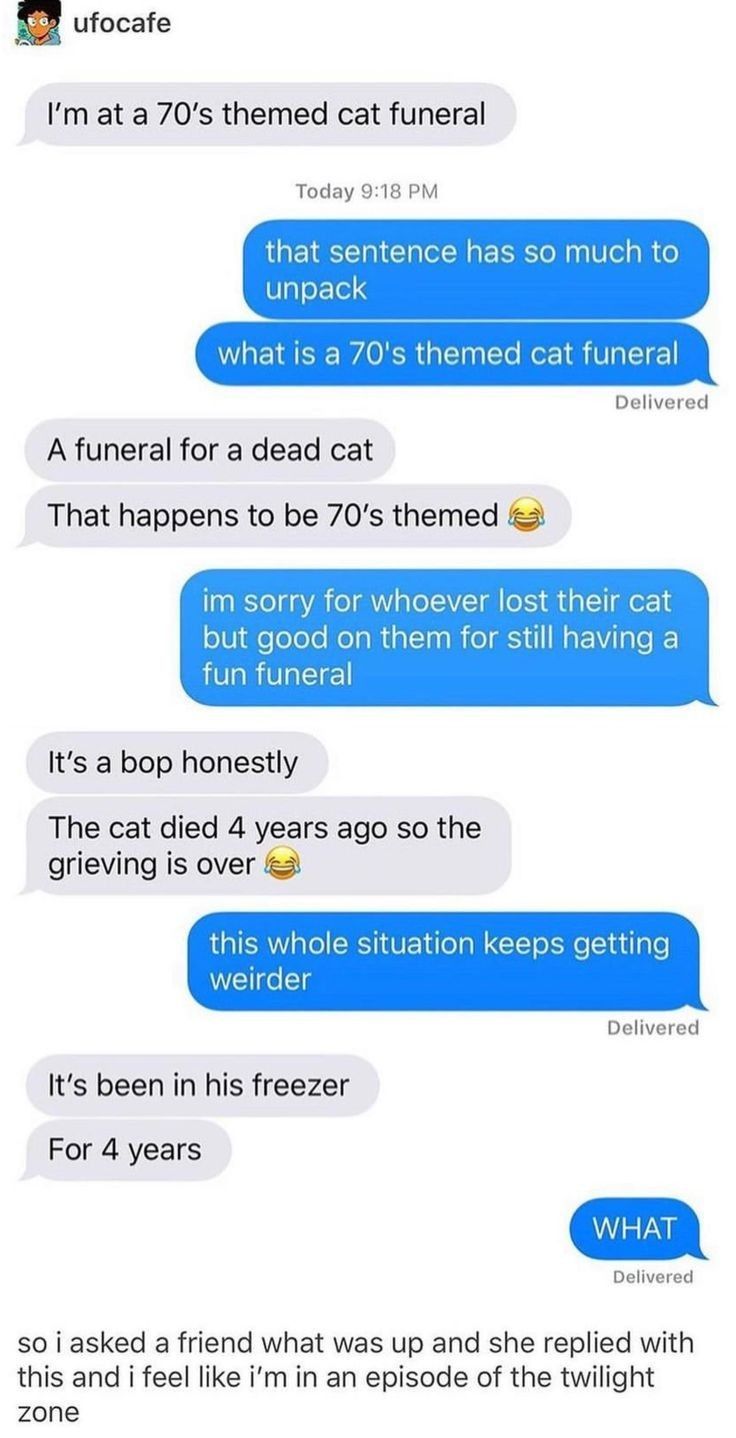 ufocafe
I'm at a 70's themed cat funeral
Today 9:18 PM
that sentence has so much to
unpack
what is a 70's themed cat funeral
Delivered
A funeral for a dead cat
That happens to be 70's themed 😂
im sorry for whoever lost their cat
but good on them for still having a
fun funeral
It's a bop honestly
The cat died 4 years ago so the
grieving is over 😂
this whole situation keeps getting
weirder
Delivered
It's been in his freezer
For 4 years
WHAT
Delivered
so i asked a friend what was up and she replied with
this and i feel like i'm in an episode of the twilight
zone